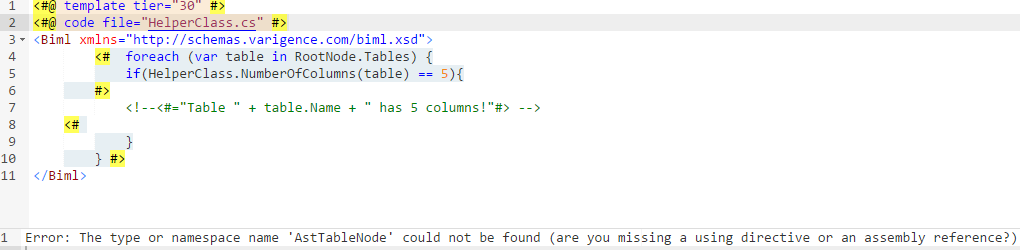 1 <#@ template tier="30" #>
2 <#@ code file="HelperClass.cs" #>
3 <Biml xmlns="http://schemas.varigence.com/biml.xsd">
4 <# foreach (var table in RootNode.Tables) {
5 if(HelperClass.NumberOfColumns(table) == 5){
6 #>
7 <!--<#="Table " + table.Name + " has 5 columns!"#> -->
8 <#
9 }
10 } #>
11 </Biml>
1 Error: The type or namespace name 'AstTableNode' could not be found (are you missing a using directive or an assembly reference?)